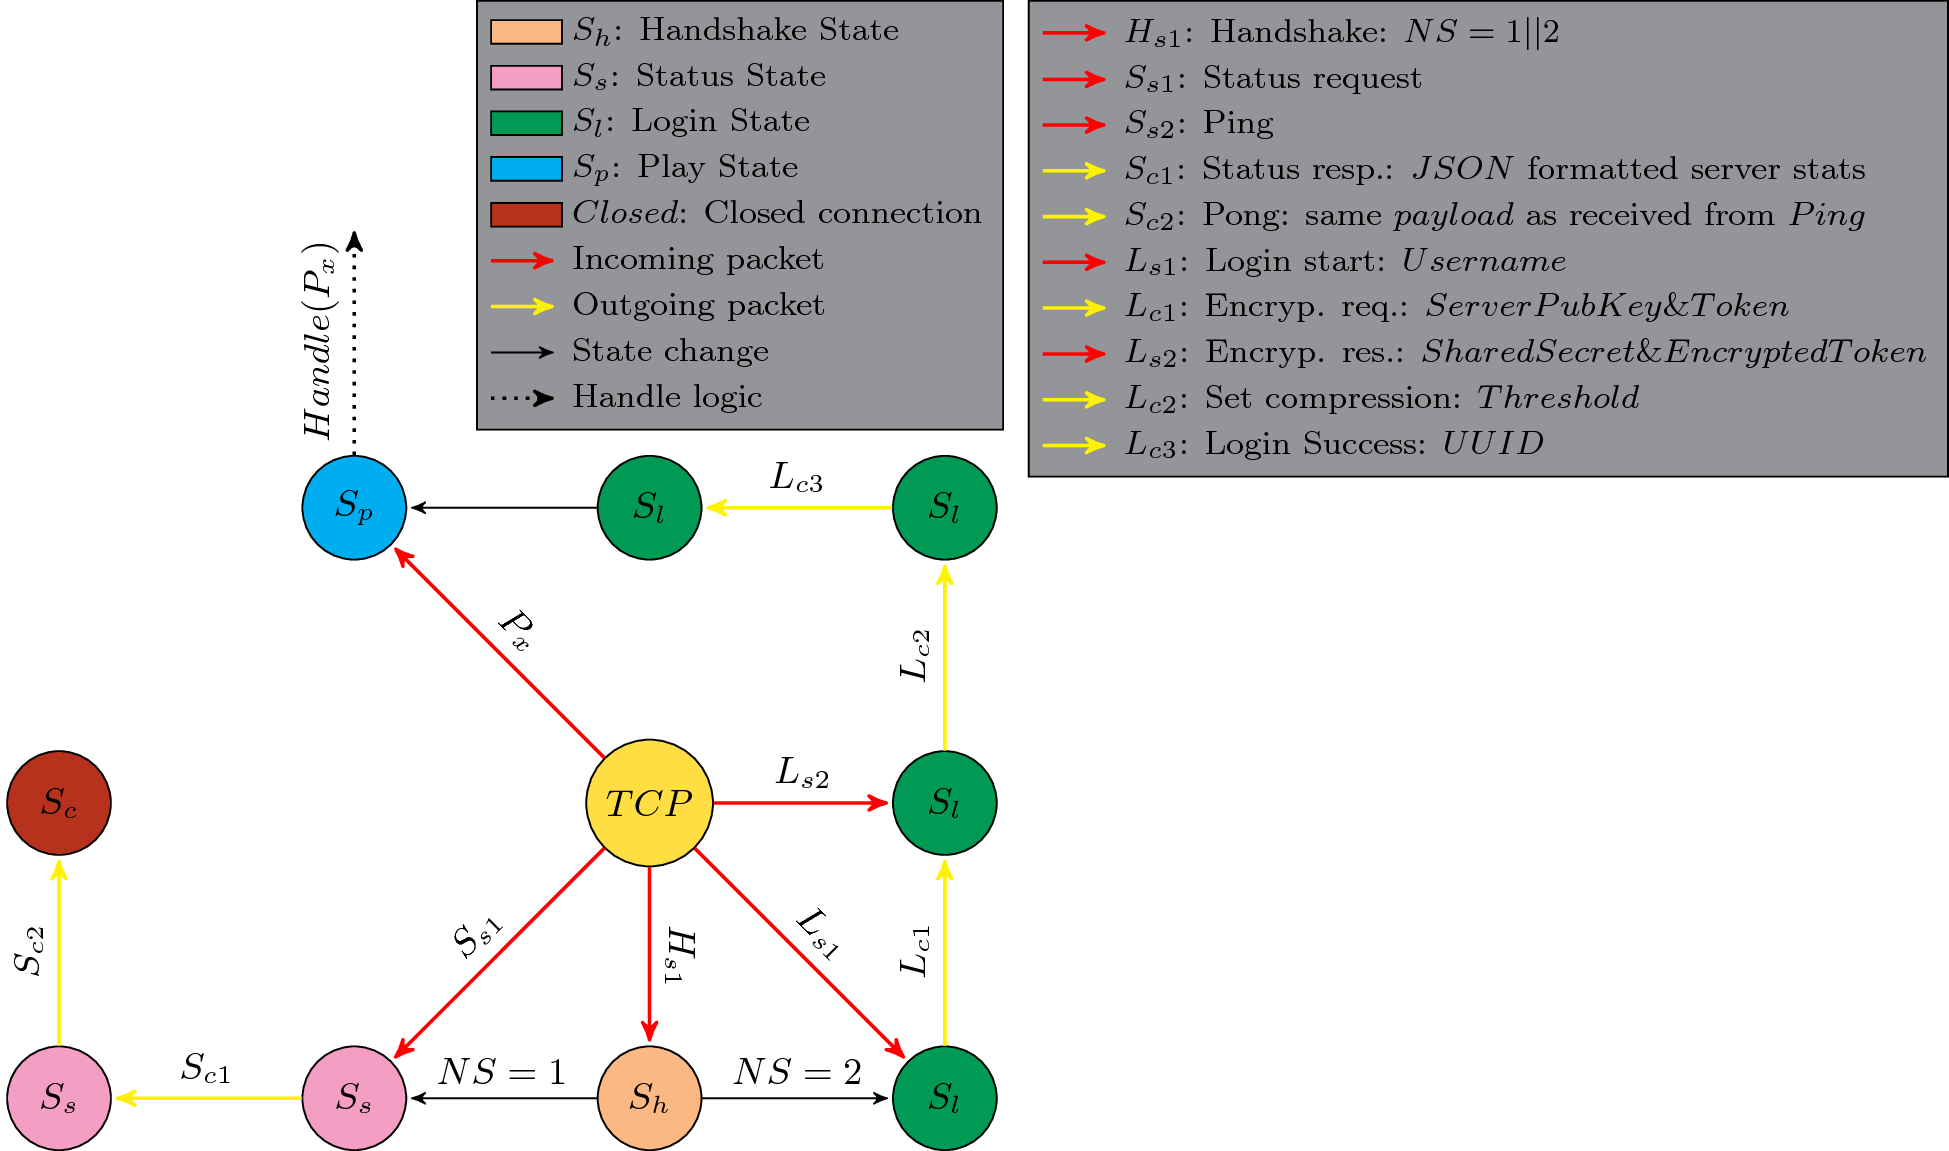 S_h: Handshake State
S_s: Status State
S_l: Login State
S_p: Play State
Closed: Closed connection
Incoming packet
Outgoing packet
State change
Handle logic
H_{s1}: Handshake: NS = 1||2
S_{s1}: Status request
S_{s2}: Ping
S_{c1}: Status resp.: JSON formatted server stats
S_{c2}: Pong: same payload as received from Ping
L_{s1}: Login start: Username
L_{c1}: Encryp. req.: ServerPubKey&Token
L_{s2}: Encryp. res.: SharedSecret&EncryptedToken
L_{c2}: Set compression: Threshold
L_{c3}: Login Success: UUID
Handle(P_x)
S_p
S_l
L_{c3}
S_l
P_x
L_{c2}
S_c
TCP
L_{s2}
S_l
S_{c2}
S_{s1}
H_{s1}
L_{s1}
L_{c1}
S_s
S_{c1}
S_s
NS = 1
S_h
NS = 2
S_l